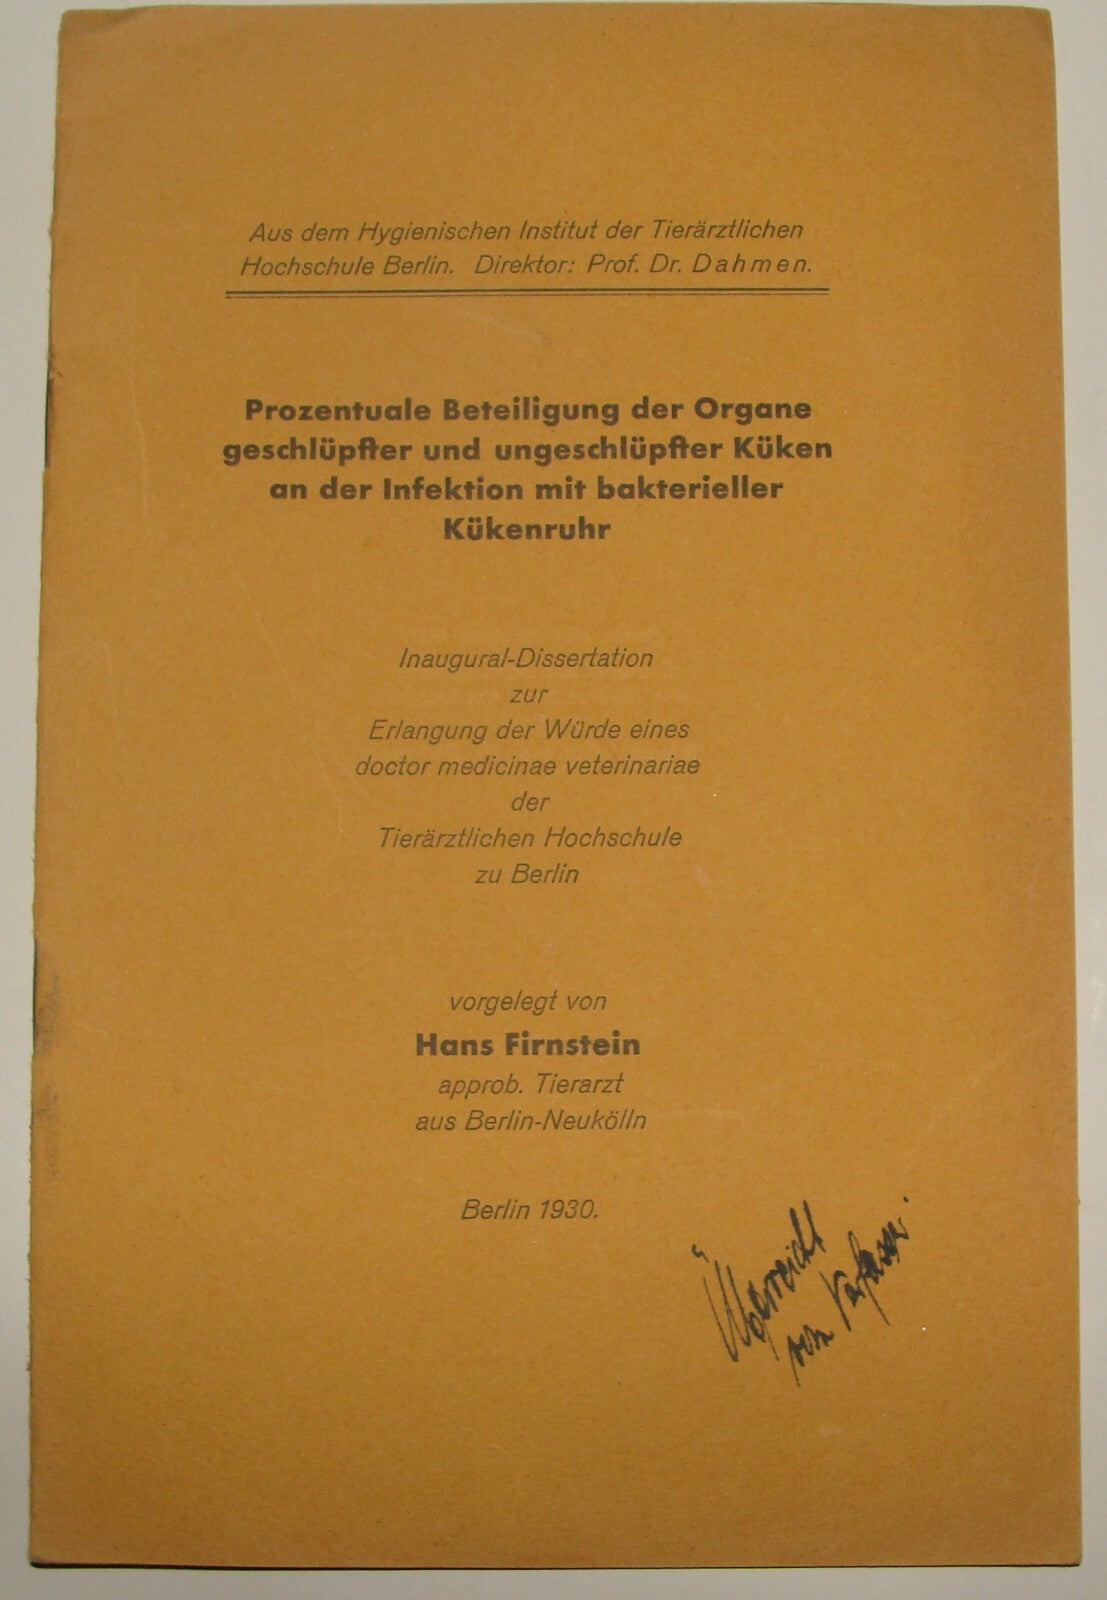 Aus dem Hygienischen Institut der Tierärztlichen
Hochschule Berlin. Direktor: Prof. Dr. Dahmen.
Prozentuale Beteiligung der Organe
geschlüpfter und ungeschlüpfter Küken
an der Infektion mit bakterieller
Kükenruhr
Inaugural-Dissertation
zur
Erlangung der Würde eines
doctor medicinae veterinariae
der
Tierärztlichen Hochschule
zu Berlin
vorgelegt von
Hans Firnstein
approb. Tierarzt
aus Berlin-Neukölln
Berlin 1930.
Überreicht
vom Verfasser.